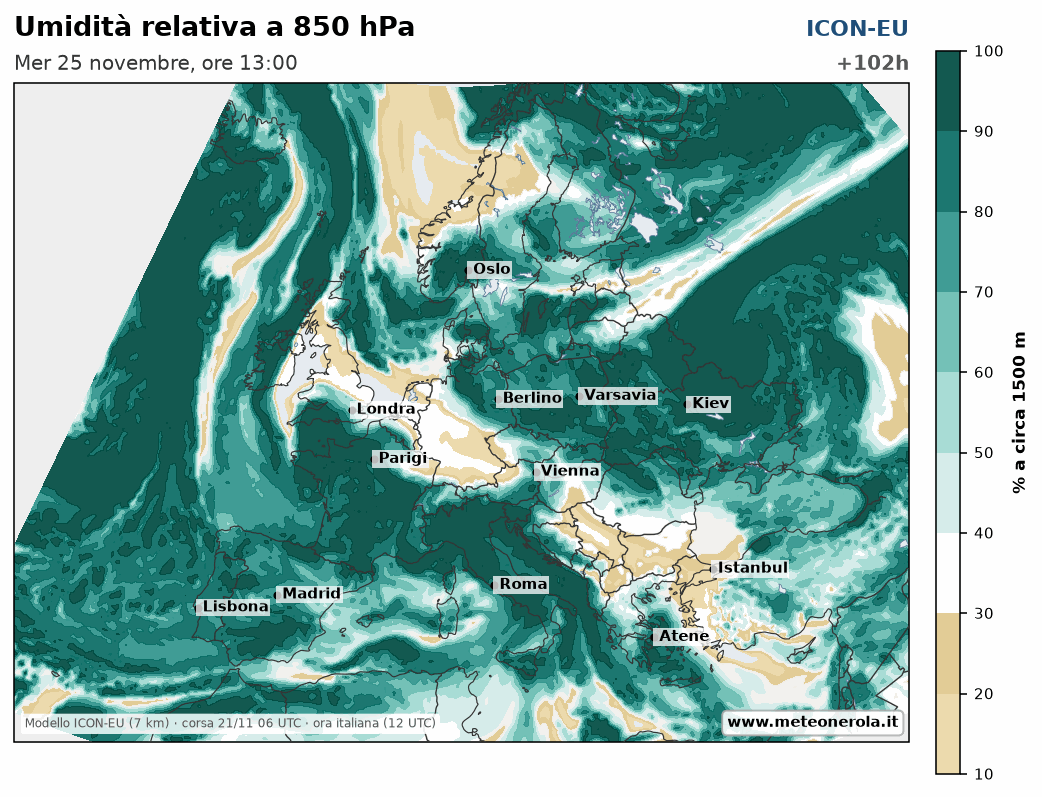 Umidità relativa a 850 hPa
ICON-EU
Mer 25 novembre, ore 13:00
+102h
100
90
80
70
60
50
40
30
20
10
% a circa 1500 m
Oslo
Berlino
Varsavia
Kiev
Londra
Parigi
Vienna
Istanbul
Roma
Madrid
Lisbona
Atene
Modello ICON-EU (7 km) · corsa 21/11 06 UTC · ora italiana (12 UTC)
www.meteonerola.it